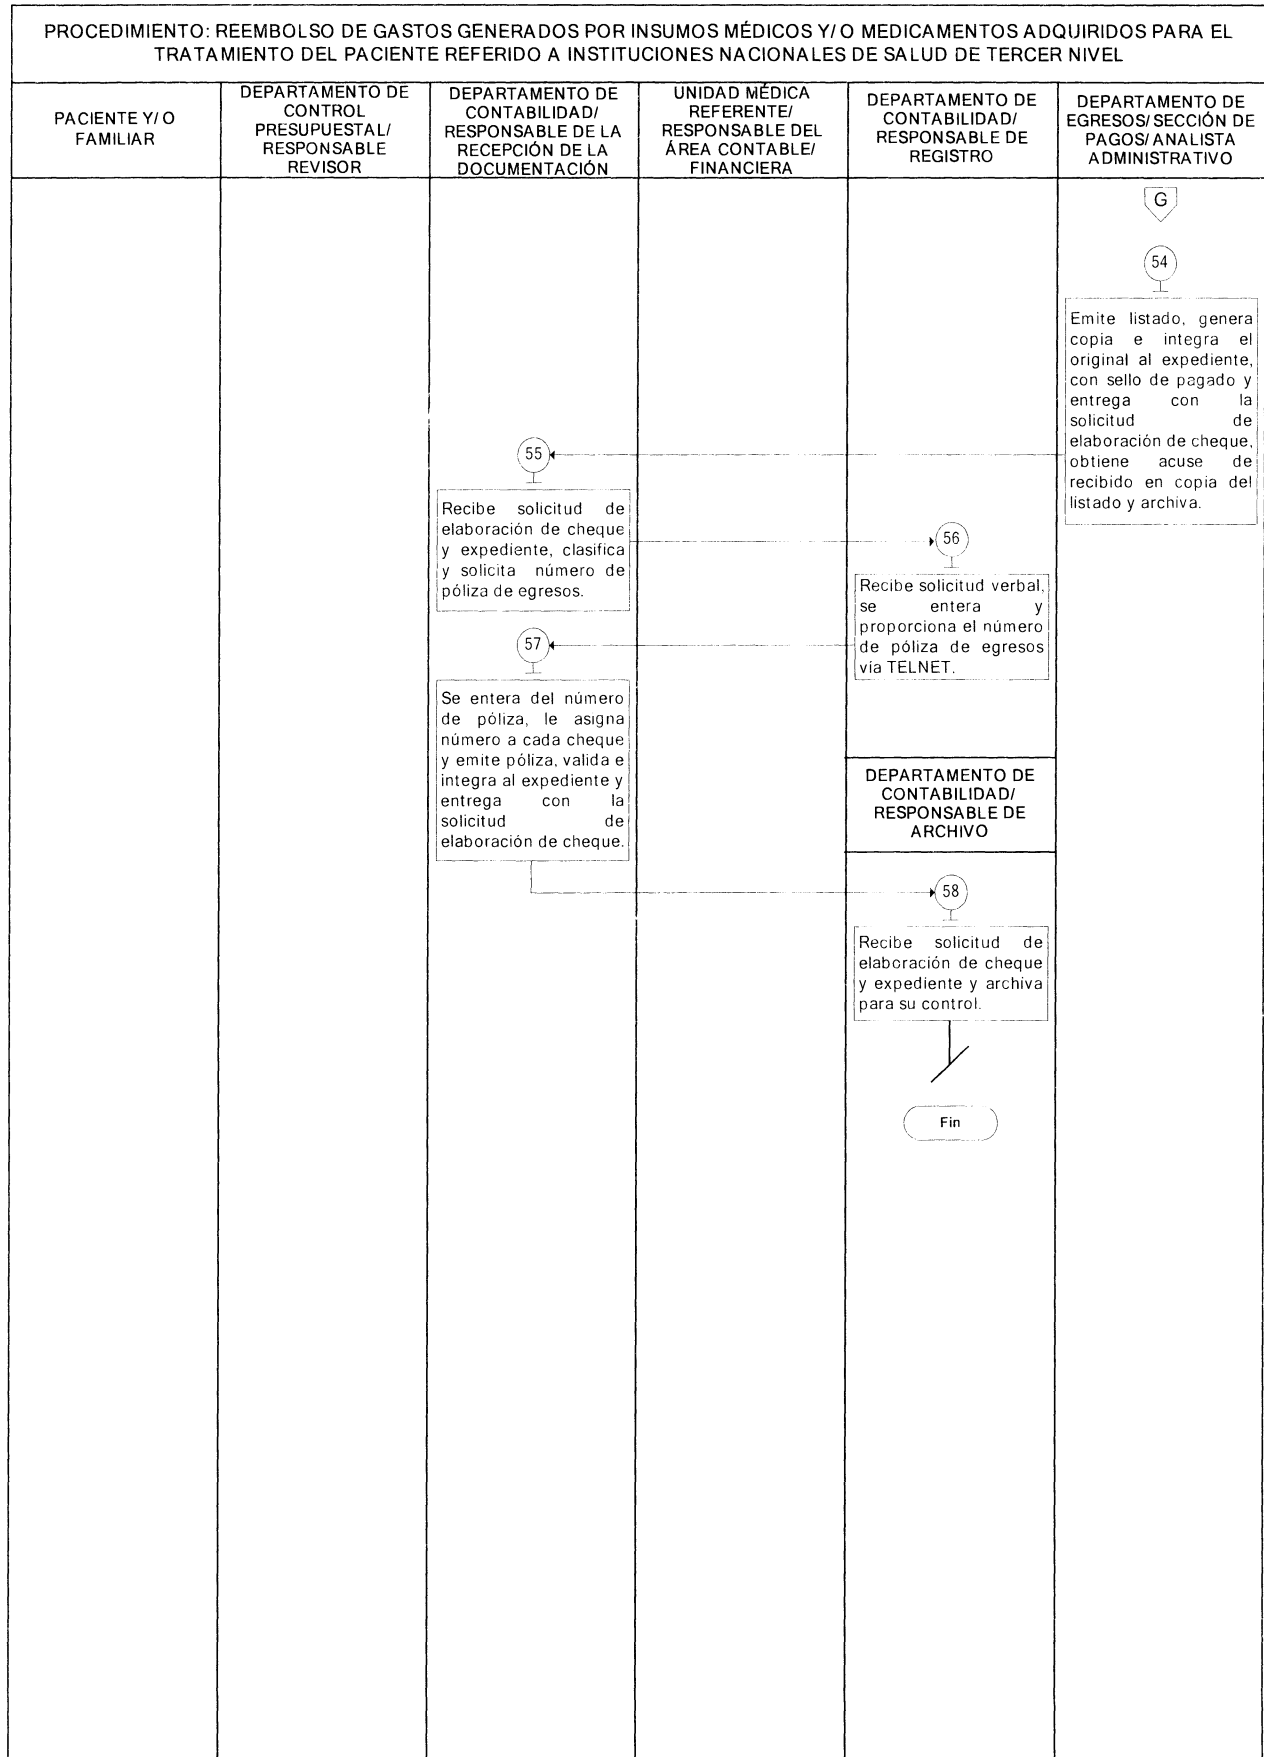 PROCEDIMIENTO: REEMBOLSO DE GASTOS GENERADOS POR INSUMOS MÉDICOS Y/O MEDICAMENTOS ADQUIRIDOS PARA EL
TRATAMIENTO DEL PACIENTE REFERIDO A INSTITUCIONES NACIONALES DE SALUD DE TERCER NIVEL
PACIENTE Y/O
FAMILIAR
DEPARTAMENTO DE
CONTROL
PRESUPUESTAL/
RESPONSABLE
REVISOR
DEPARTAMENTO DE
CONTABILIDAD/
RESPONSABLE DE LA
RECEPCIÓN DE LA
DOCUMENTACIÓN
UNIDAD MÉDICA
REFERENTE/
RESPONSABLE DEL
ÁREA CONTABLE/
FINANCIERA
DEPARTAMENTO DE
CONTABILIDAD/
RESPONSABLE DE
REGISTRO
DEPARTAMENTO DE
EGRESOS/SECCIÓN DE
PAGOS/ANALISTA
ADMINISTRATIVO
G
54
Emite listado, genera
copia e integra el
original al expediente,
con sello de pagado y
entrega con la
solicitud de
elaboración de cheque,
obtiene acuse de
recibido en copia del
listado y archiva.
55
Recibe solicitud de
elaboración de cheque
y expediente, clasifica
y solicita número de
póliza de egresos.
56
Recibe solicitud verbal,
se entera y
proporciona el número
de póliza de egresos
vía TELNET.
57
Se entera del número
de póliza, le asigna
número a cada cheque
y emite póliza, valida e
integra al expediente y
entrega con la
solicitud de
elaboración de cheque.
DEPARTAMENTO DE
CONTABILIDAD/
RESPONSABLE DE
ARCHIVO
58
Recibe solicitud de
elaboración de cheque
y expediente y archiva
para su control.
Fin